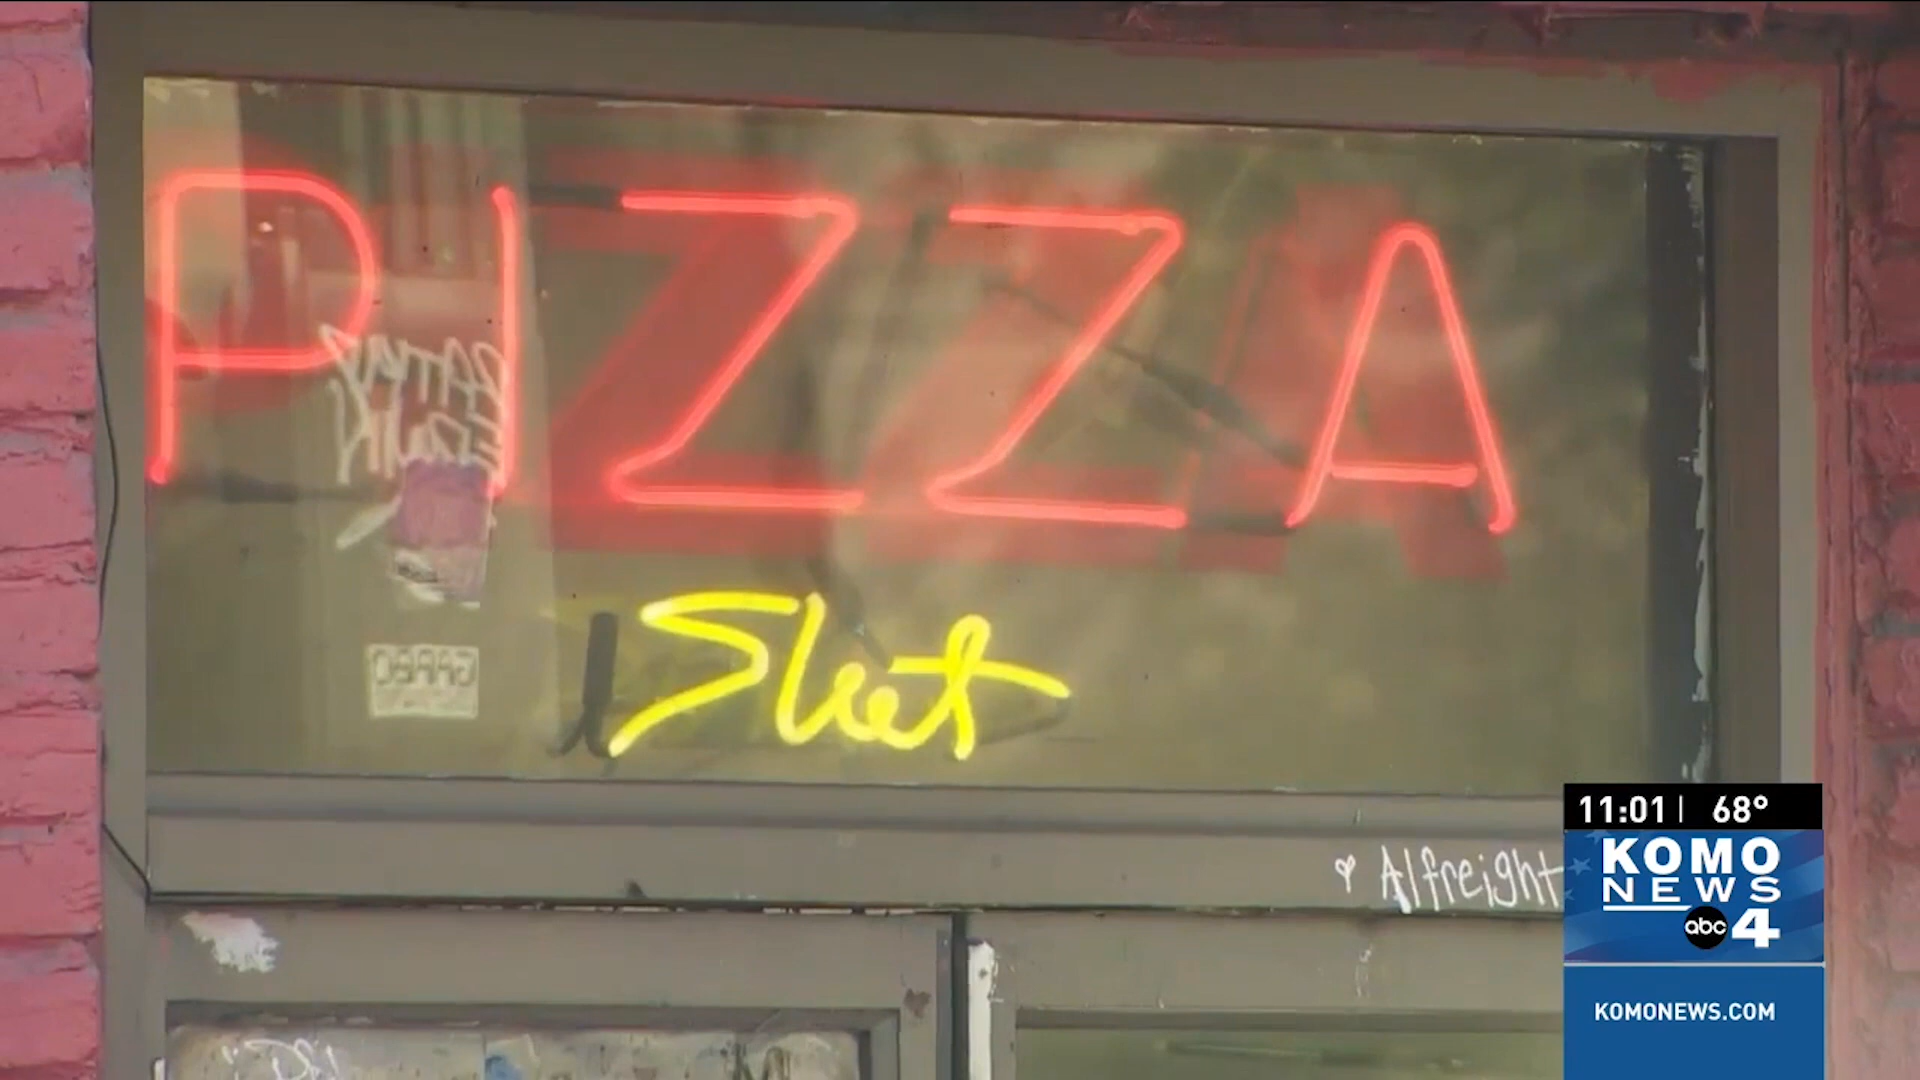 PIZZA
Slut
Alfreight
11:01 | 68°
KOMO
NEWS
abc 4
KOMONEWS.COM